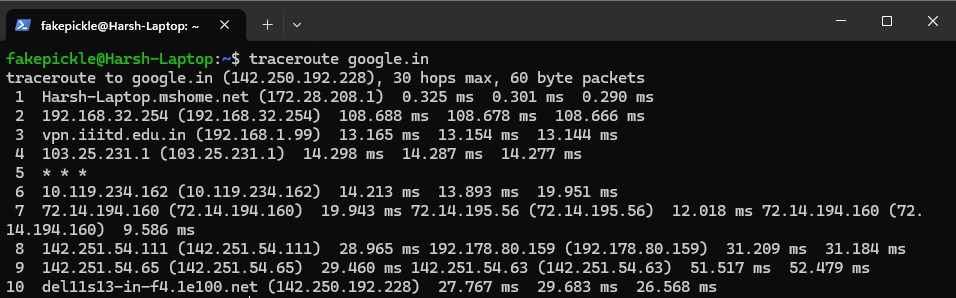 fakepickle@Harsh-Laptop: ~
fakepickle@Harsh-Laptop:~$ traceroute google.in
traceroute to google.in (142.250.192.228), 30 hops max, 60 byte packets
1 Harsh-Laptop.mshome.net (172.28.208.1) 0.325 ms 0.301 ms 0.290 ms
2 192.168.32.254 (192.168.32.254) 108.688 ms 108.678 ms 108.666 ms
3 vpn.iiitd.edu.in (192.168.1.99) 13.165 ms 13.154 ms 13.144 ms
4 103.25.231.1 (103.25.231.1) 14.298 ms 14.287 ms 14.277 ms
5 * * *
6 10.119.234.162 (10.119.234.162) 14.213 ms 13.893 ms 19.951 ms
7 72.14.194.160 (72.14.194.160) 19.943 ms 72.14.195.56 (72.14.195.56) 12.018 ms 72.14.194.160 (72.
14.194.160) 9.586 ms
8 142.251.54.111 (142.251.54.111) 28.965 ms 192.178.80.159 (192.178.80.159) 31.209 ms 31.184 ms
9 142.251.54.65 (142.251.54.65) 29.460 ms 142.251.54.63 (142.251.54.63) 51.517 ms 52.479 ms
10 del11s13-in-f4.1e100.net (142.250.192.228) 27.767 ms 29.683 ms 26.568 ms